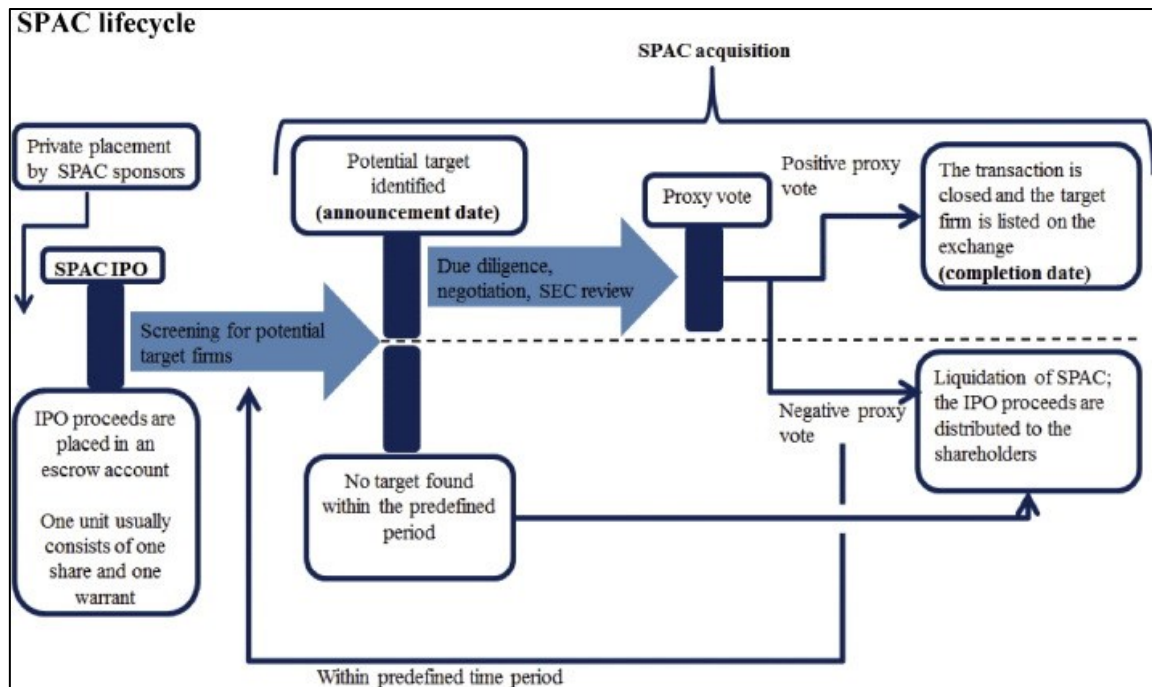 SPAC lifecycle
SPAC acquisition
Private placement
by SPAC sponsors
SPAC IPO
IPO proceeds are
placed in an
escrow account
One unit usually
consists of one
share and one
warrant
Screening for potential
target firms
Potential target
identified
(announcement date)
No target found
within the predefined
period
Due diligence,
negotiation, SEC review
Proxy vote
Positive proxy
vote
The transaction is
closed and the target
firm is listed on the
exchange
(completion date)
Negative proxy
vote
Liquidation of SPAC;
the IPO proceeds are
distributed to the
shareholders
Within predefined time period